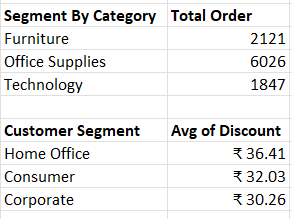 Segment By Category Total Order
Furniture 2121
Office Supplies 6026
Technology 1847
Customer Segment Avg of Discount
Home Office ₹ 36.41
Consumer ₹ 32.03
Corporate ₹ 30.26